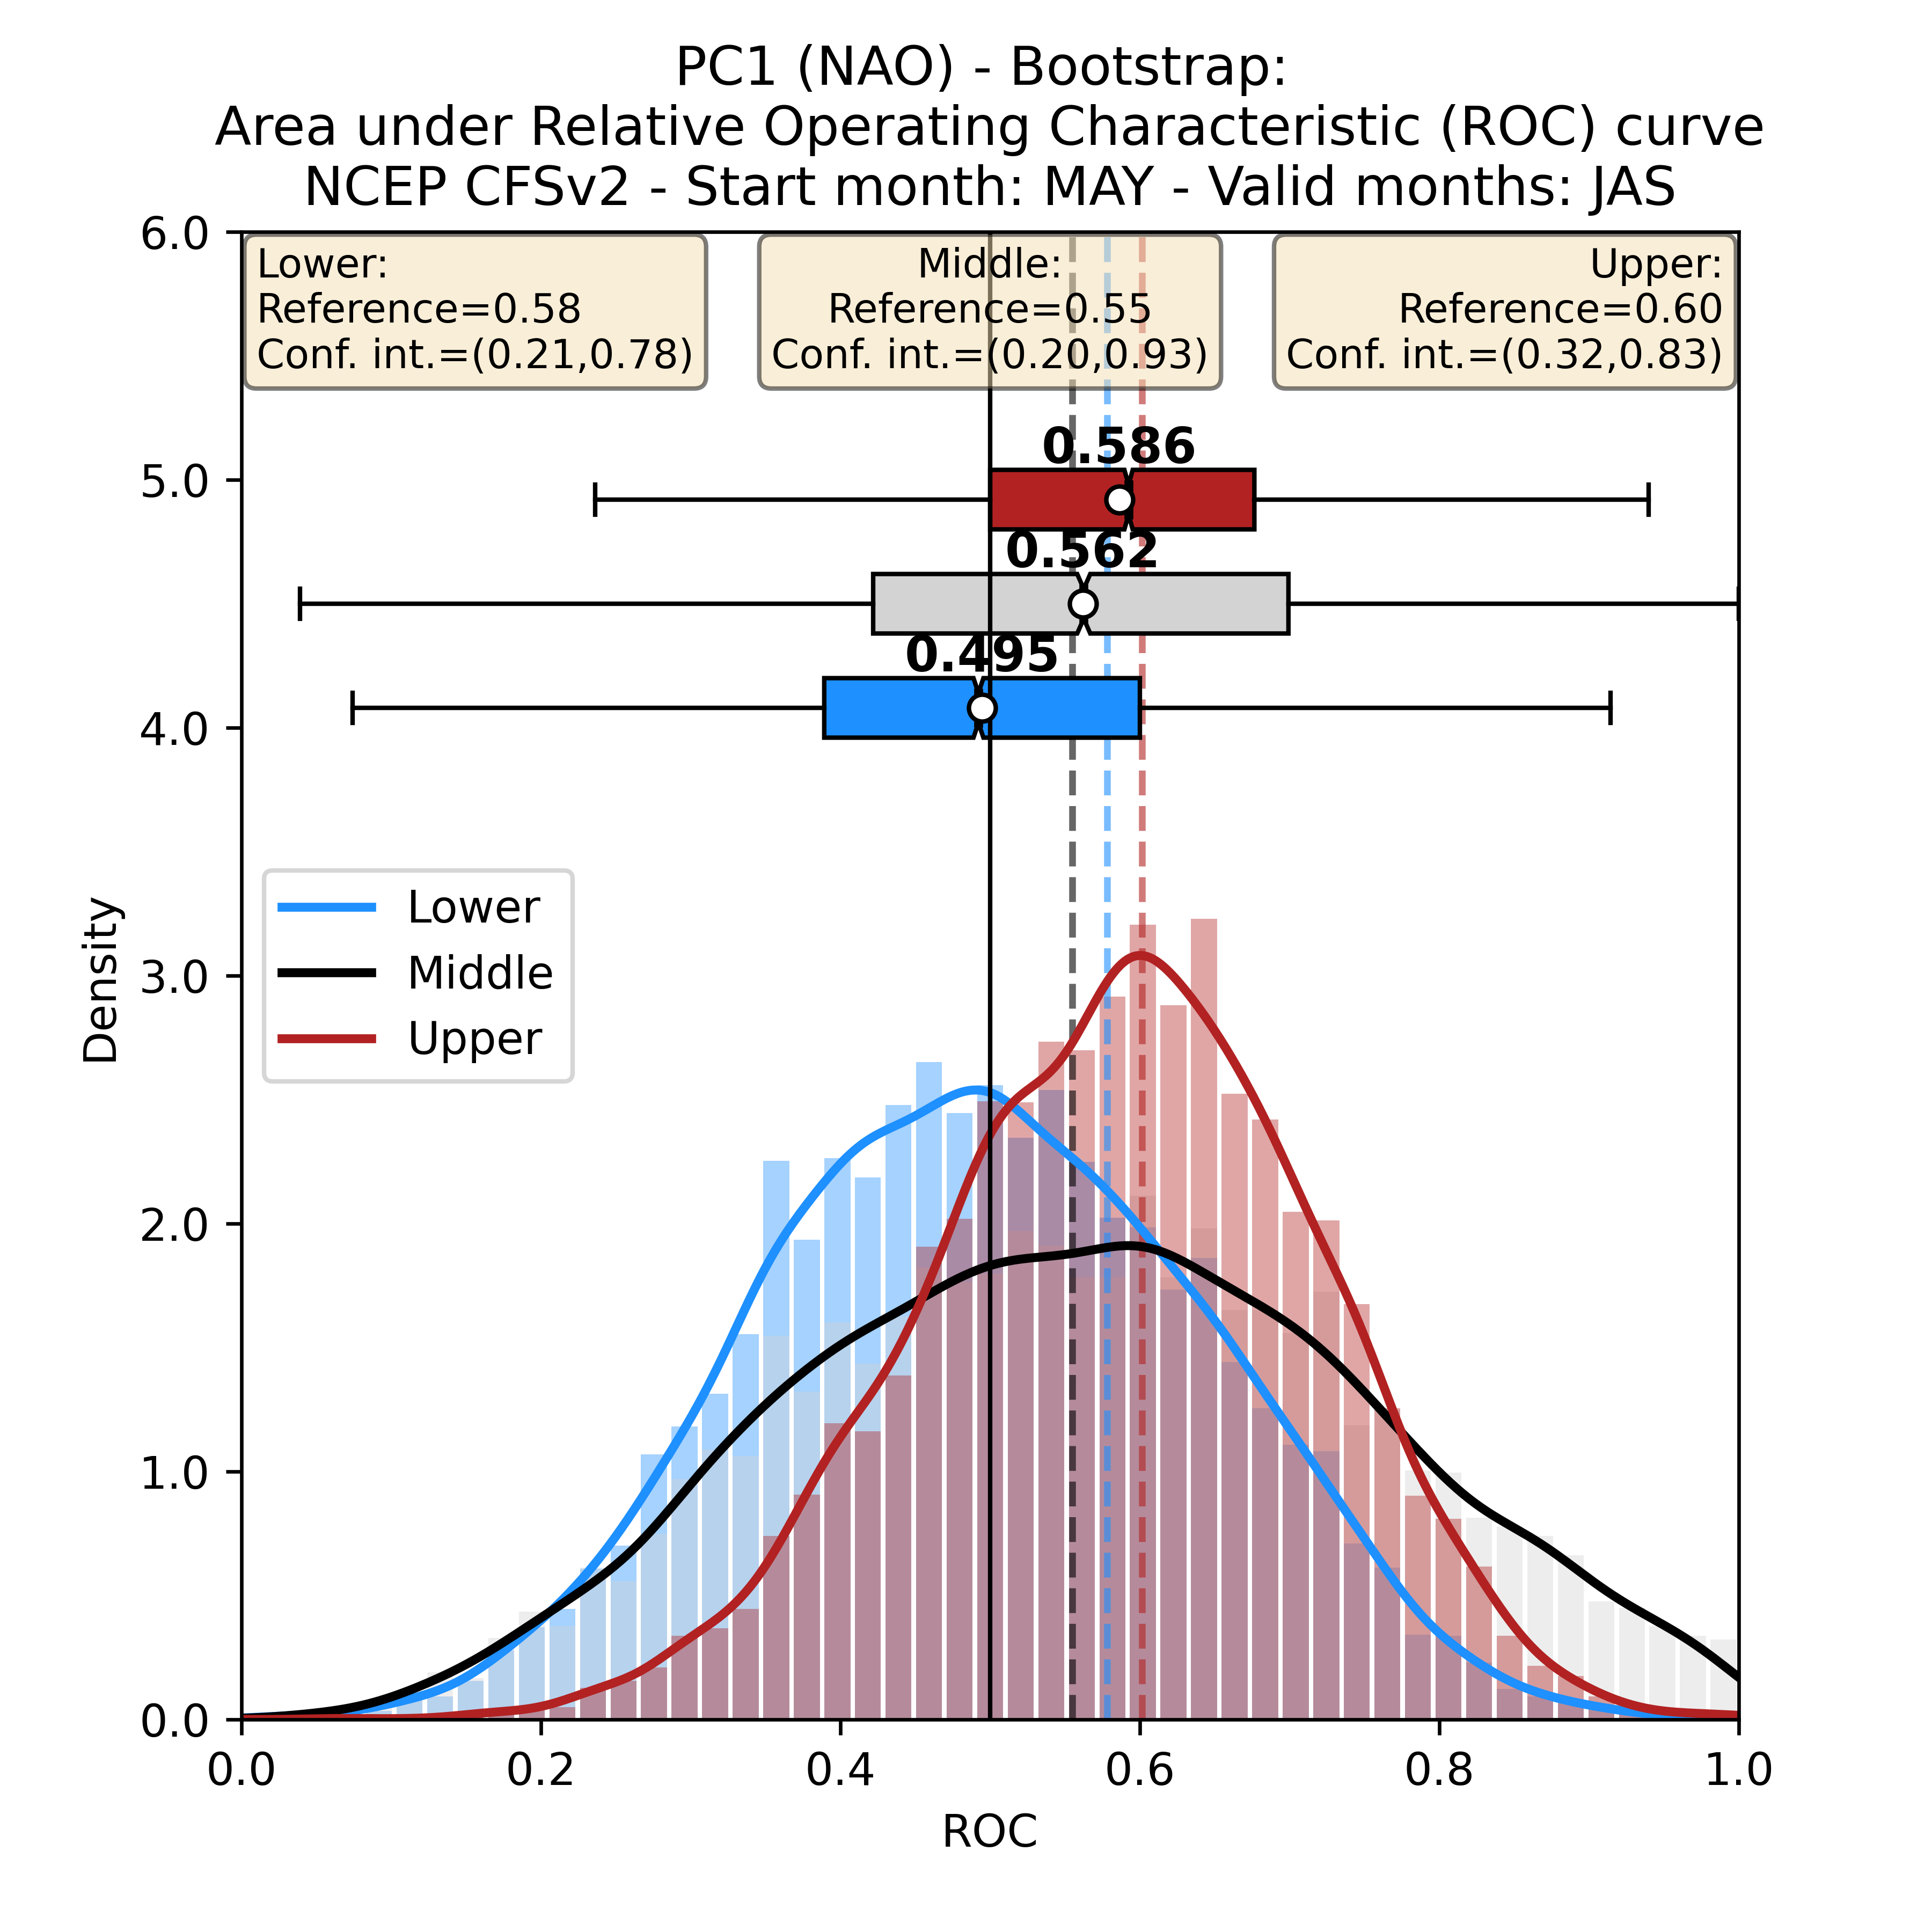 PC1 (NAO) - Bootstrap:
Area under Relative Operating Characteristic (ROC) curve
NCEP CFSv2 - Start month: MAY - Valid months: JAS
6.0
Lower:
Reference=0.58
Conf. int.=(0.21,0.78)
Middle:
Reference=0.55
Conf. int.=(0.20,0.93)
Upper:
Reference=0.60
Conf. int.=(0.32,0.83)
0.586
5.0
0.562
0.495
4.0
Lower
Middle
Upper
Density
3.0
2.0
1.0
0.0
0.0
0.2
0.4
0.6
0.8
1.0
ROC